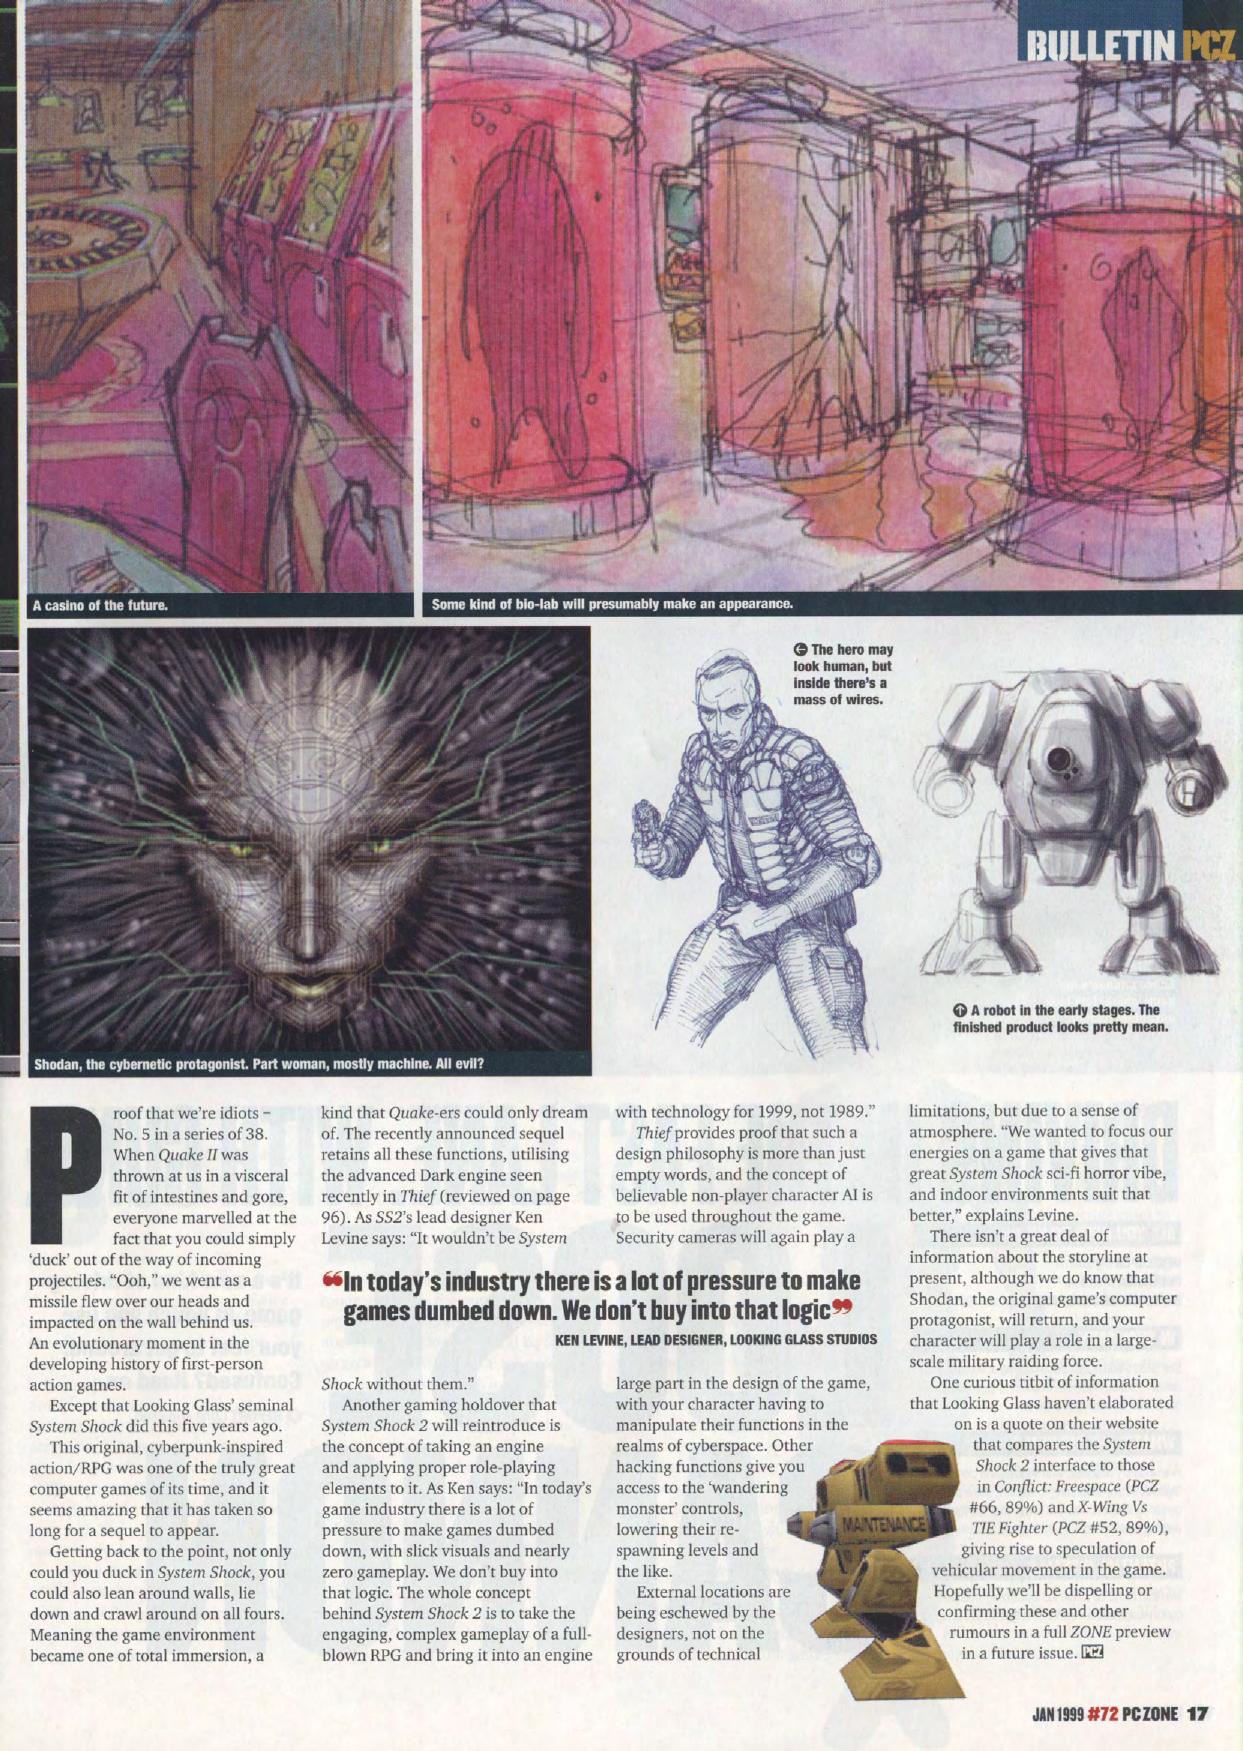 BULLETIN PCZ
A casino of the future.
Some kind of bio-lab will presumably make an appearance.
The hero may
look human, but
inside there's a
mass of wires.
A robot in the early stages. The
finished product looks pretty mean.
Shodan, the cybernetic protagonist. Part woman, mostly machine. All evil?
Proof that we're idiots –
No. 5 in a series of 38.
When Quake II was
thrown at us in a visceral
fit of intestines and gore,
everyone marvelled at the
fact that you could simply
'duck' out of the way of incoming
projectiles. "Ooh," we went as a
missile flew over our heads and
impacted on the wall behind us.
An evolutionary moment in the
developing history of first-person
action games.
Except that Looking Glass' seminal
System Shock did this five years ago.
This original, cyberpunk-inspired
action/RPG was one of the truly great
computer games of its time, and it
seems amazing that it has taken so
long for a sequel to appear.
Getting back to the point, not only
could you duck in System Shock, you
could also lean around walls, lie
down and crawl around on all fours.
Meaning the game environment
became one of total immersion, a
kind that Quake-ers could only dream
of. The recently announced sequel
retains all these functions, utilising
the advanced Dark engine seen
recently in Thief (reviewed on page
96). As SS2's lead designer Ken
Levine says: "It wouldn't be System
Shock without them."
Another gaming holdover that
System Shock 2 will reintroduce is
the concept of taking an engine
and applying proper role-playing
elements to it. As Ken says: "In today's
game industry there is a lot of
pressure to make games dumbed
down, with slick visuals and nearly
zero gameplay. We don't buy into
that logic. The whole concept
behind System Shock 2 is to take the
engaging, complex gameplay of a full-
blown RPG and bring it into an engine
with technology for 1999, not 1989."
Thief provides proof that such a
design philosophy is more than just
empty words, and the concept of
believable non-player character AI is
to be used throughout the game.
Security cameras will again play a
"In today's industry there is a lot of pressure to make
games dumbed down. We don't buy into that logic"
KEN LEVINE, LEAD DESIGNER, LOOKING GLASS STUDIOS
large part in the design of the game,
with your character having to
manipulate their functions in the
realms of cyberspace. Other
hacking functions give you
access to the 'wandering
monster' controls,
lowering their re-
spawning levels and
the like.
External locations are
being eschewed by the
designers, not on the
grounds of technical
limitations, but due to a sense of
atmosphere. "We wanted to focus our
energies on a game that gives that
great System Shock sci-fi horror vibe,
and indoor environments suit that
better," explains Levine.
There isn't a great deal of
information about the storyline at
present, although we do know that
Shodan, the original game's computer
protagonist, will return, and your
character will play a role in a large-
scale military raiding force.
One curious titbit of information
that Looking Glass haven't elaborated
on is a quote on their website
that compares the System
Shock 2 interface to those
in Conflict: Freespace (PCZ
#66, 89%) and X-Wing Vs
TIE Fighter (PCZ #52, 89%),
giving rise to speculation of
vehicular movement in the game.
Hopefully we'll be dispelling or
confirming these and other
rumours in a full ZONE preview
in a future issue. PCZ
MAINTENANCE
JAN 1999 #72 PC ZONE 17